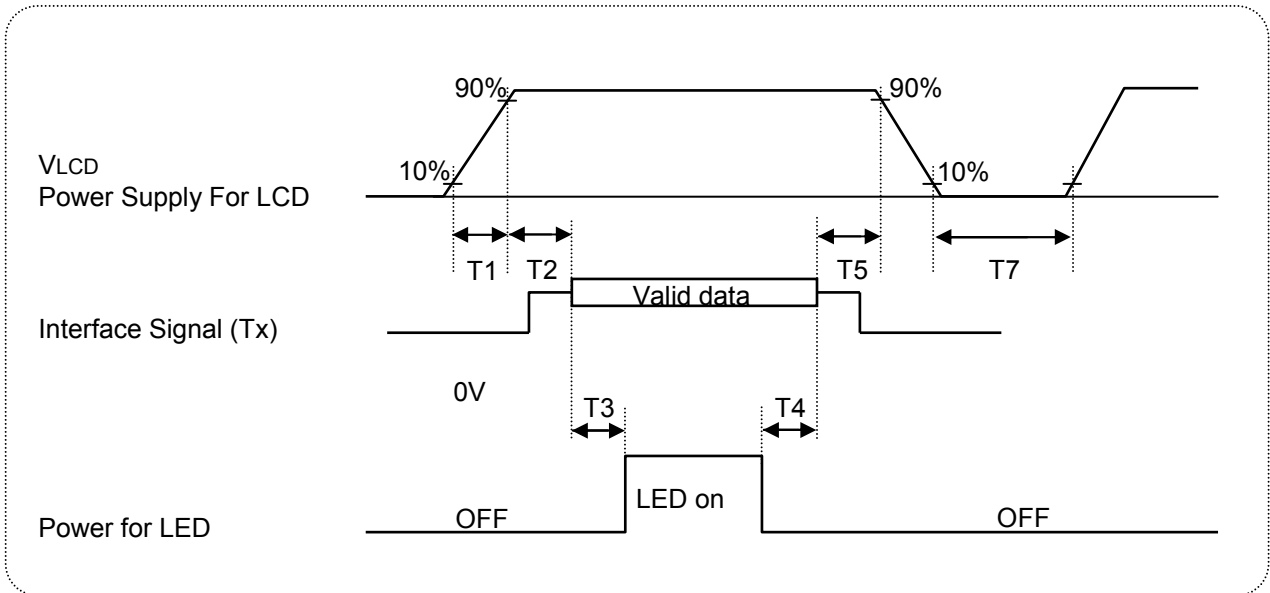 90%
90%
VLCD
10%
10%
Power Supply For LCD
T1
T2
T5
T7
Valid data
Interface Signal (Tx)
0V
T3
T4
LED on
Power for LED
OFF
OFF